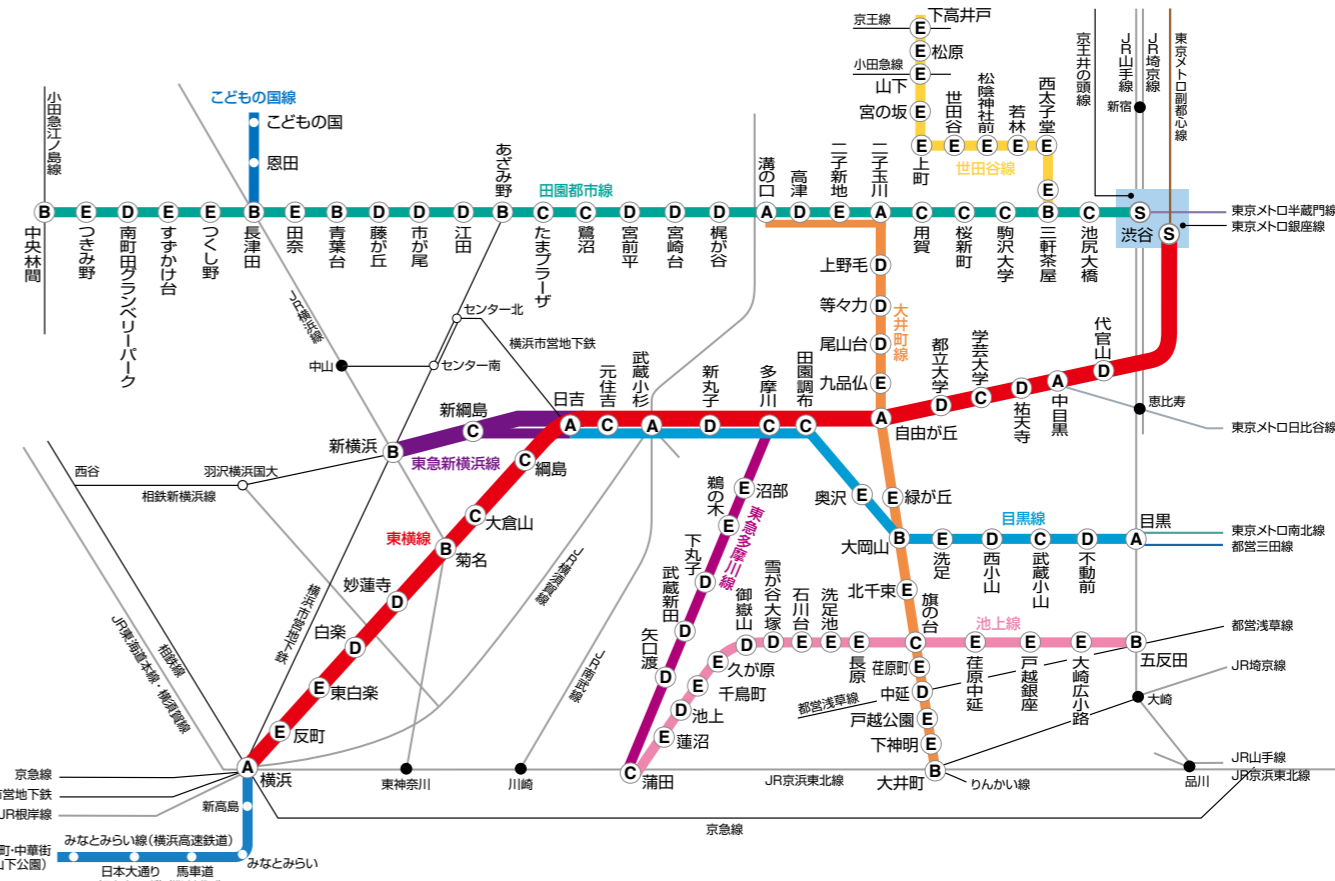 京王線
下高井戸
松原
小田急線
山下
宮の坂
上町
世田谷
松陰神社前
若林
西太子堂
世田谷線
京王井の頭線
JR山手線
JR埼京線
東京メトロ副都心線
新宿
小田急江ノ島線
こどもの国線
こどもの国
恩田
田園都市線
中央林間
つきみ野
南町田グランベリーパーク
すずかけ台
つくし野
長津田
田奈
青葉台
藤が丘
市が尾
江田
あざみ野
たまプラーザ
鷺沼
宮前平
宮崎台
梶が谷
溝の口
高津
二子新地
二子玉川
用賀
桜新町
駒沢大学
三軒茶屋
池尻大橋
渋谷
東京メトロ半蔵門線
東京メトロ銀座線
B E D E E B E B D D D B C C D D D A D E A C C C B C S
E E E E E E E E E E
S
上野毛
等々力
尾山台
九品仏
大井町線
D D D E
JR横浜線
中山
センター北
センター南
横浜市営地下鉄
新横浜
新綱島
東急新横浜線
B C
日吉
元住吉
武蔵小杉
新丸子
多摩川
田園調布
自由が丘
都立大学
学芸大学
祐天寺
中目黒
代官山
A C A D C C A D C D A D
恵比寿
東京メトロ日比谷線
西谷
羽沢横浜国大
相鉄新横浜線
綱島
大倉山
菊名
東横線
妙蓮寺
白楽
東白楽
反町
横浜
C C B D D E E A
横浜市営地下鉄
相鉄線
JR東海道本線・横須賀線
JR横須賀線
JR南武線
奥沢
緑が丘
大岡山
洗足
西小山
武蔵小山
不動前
目黒
目黒線
E E B E D C D A
東京メトロ南北線
都営三田線
沼部
鵜の木
下丸子
武蔵新田
矢口渡
蒲田
東急多摩川線
E E D D D C
北千束
旗の台
荏原町
中延
戸越公園
下神明
大井町
E C E D E E B
御嶽山
雪が谷大塚
石川台
洗足池
長原
久が原
千鳥町
池上
蓮沼
池上線
荏原中延
戸越銀座
大崎広小路
五反田
D D E E E E E D E
E E E B
都営浅草線
都営浅草線
JR埼京線
大崎
品川
JR山手線
JR京浜東北線
JR京浜東北線
りんかい線
東神奈川
川崎
京急線
京急線
市営地下鉄
JR根岸線
新高島
みなとみらい線(横浜高速鉄道)
町・中華街
山下公園)
日本大通り
馬車道
みなとみらい